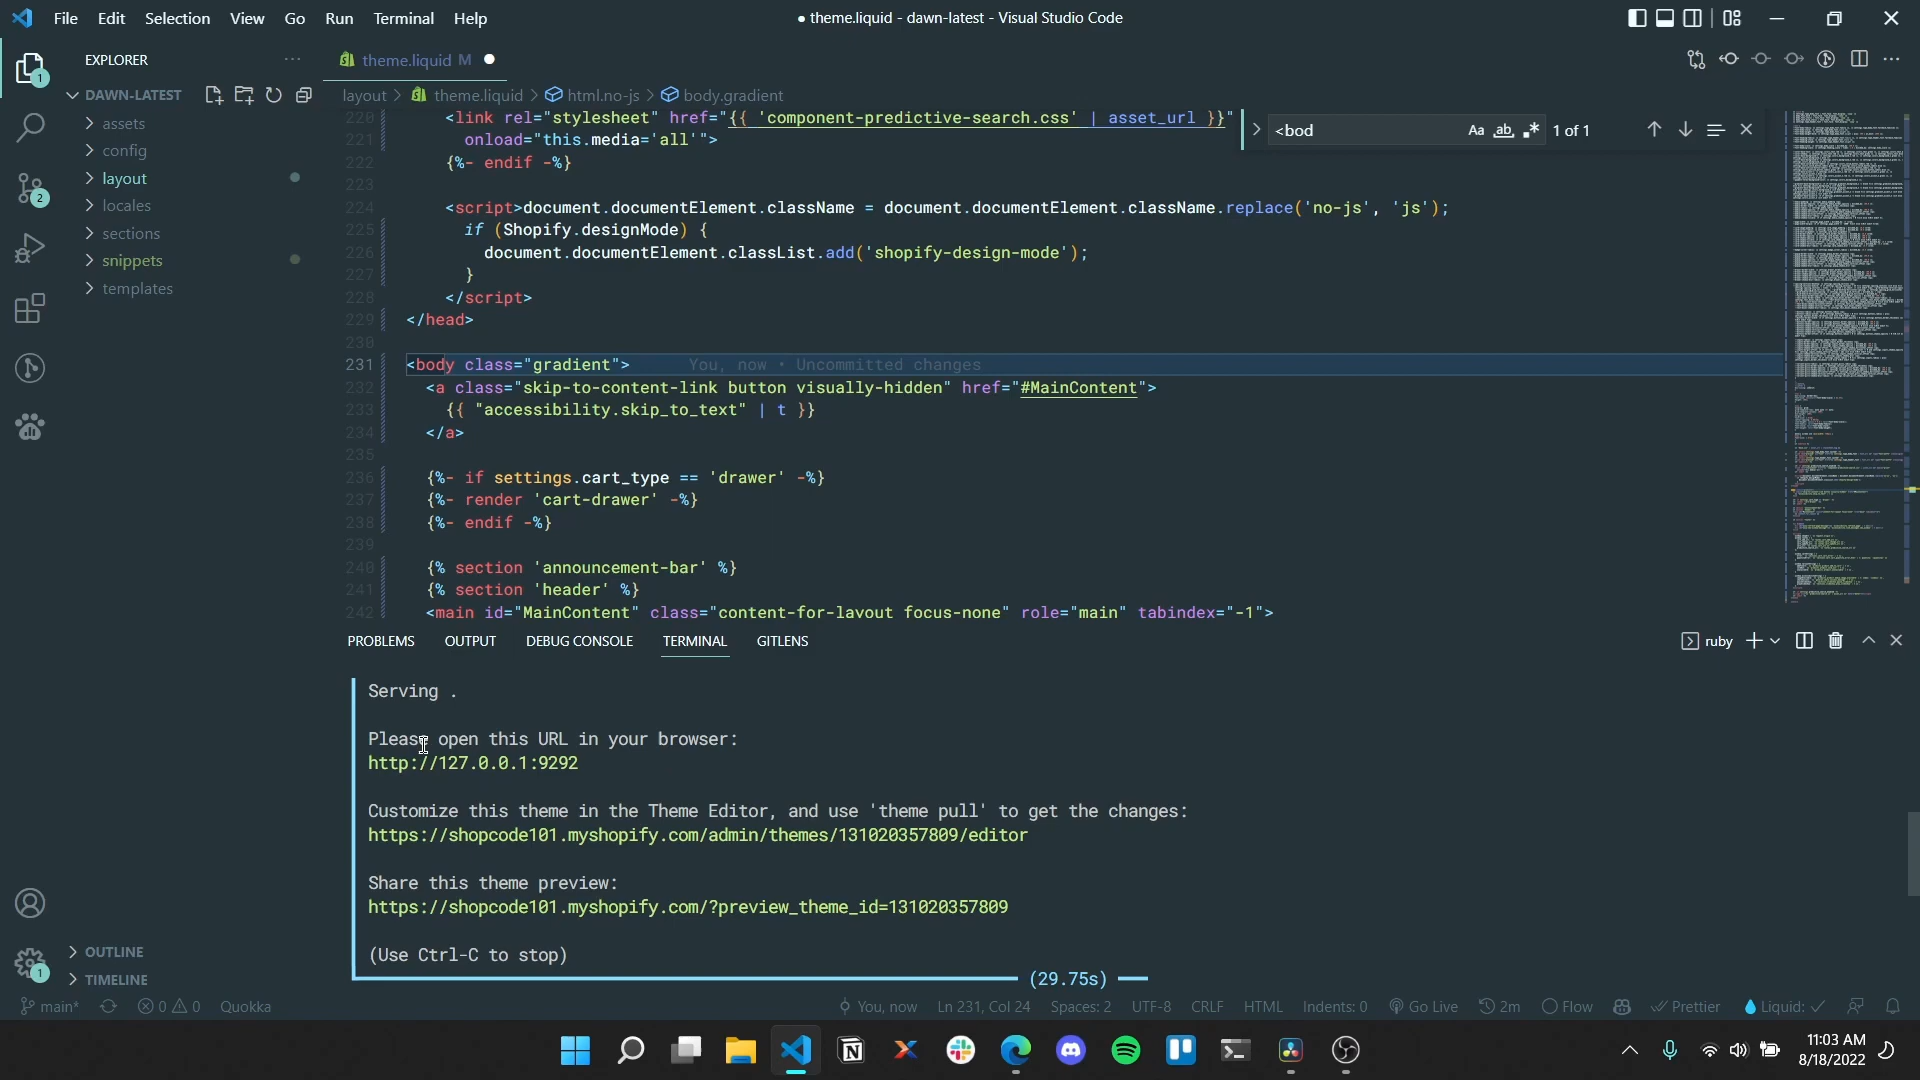 File Edit Selection View Go Run Terminal Help
● theme.liquid - dawn-latest - Visual Studio Code
EXPLORER
theme.liquid M
DAWN-LATEST
layout > theme.liquid > html.no-js > body.gradient
assets
config
layout
locales
sections
snippets
templates
<bod
Aa ab, .*
1 of 1
220 <link rel="stylesheet" href="{{ 'component-predictive-search.css' | asset_url }}"
221 onload="this.media='all'">
222 {%- endif -%}
223
224 <script>document.documentElement.className = document.documentElement.className.replace('no-js', 'js');
225 if (Shopify.designMode) {
226 document.documentElement.classList.add('shopify-design-mode');
227 }
228 </script>
229 </head>
230
231 <body class="gradient"> You, now • Uncommitted changes
232 <a class="skip-to-content-link button visually-hidden" href="#MainContent">
233 {{ "accessibility.skip_to_text" | t }}
234 </a>
235
236 {%- if settings.cart_type == 'drawer' -%}
237 {%- render 'cart-drawer' -%}
238 {%- endif -%}
239
240 {% section 'announcement-bar' %}
241 {% section 'header' %}
242 <main id="MainContent" class="content-for-layout focus-none" role="main" tabindex="-1">
PROBLEMS OUTPUT DEBUG CONSOLE TERMINAL GITLENS
ruby
Serving .
Please open this URL in your browser:
http://127.0.0.1:9292
Customize this theme in the Theme Editor, and use 'theme pull' to get the changes:
https://shopcode101.myshopify.com/admin/themes/131020357809/editor
Share this theme preview:
https://shopcode101.myshopify.com/?preview_theme_id=131020357809
(Use Ctrl-C to stop)
(29.75s)
1
2
1
OUTLINE
TIMELINE
main* 0 0 Quokka You, now Ln 231, Col 24 Spaces: 2 UTF-8 CRLF HTML Indents: 0 Go Live 2m Flow Prettier Liquid: ✓
11:03 AM
8/18/2022